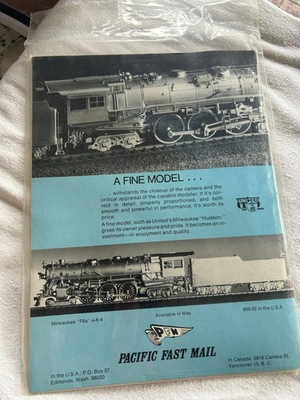 A FINE MODEL . . .
. . . withstands the closeup of the camera and the
critical appraisal of the capable modeler. If it's cor-
rect in detail, properly proportioned, and both
smooth and powerful in performance, it's worth its
price.
A fine model, such as United's Milwaukee "Hudson,"
gives its owner pleasure and pride. It becomes an in-
vestment—in enjoyment and quality.
UNITED
Milwaukee "F6a" 4-6-4
Available in May
$69.95 in the U.S.A.
PFM
PACIFIC FAST MAIL
In the U.S.A.: P.O. Box 57
Edmonds, Wash. 98020
In Canada: 5819 Cambie St.
Vancouver 15, B. C.